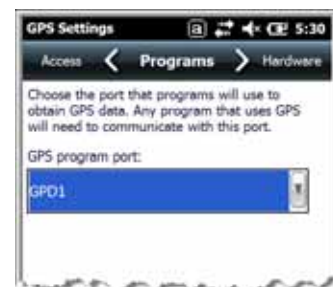 GPS Settings a 5:30
Access Programs Hardware
Choose the port that programs will use to
obtain GPS data. Any program that uses GPS
will need to communicate with this port.
GPS program port:
GPD1